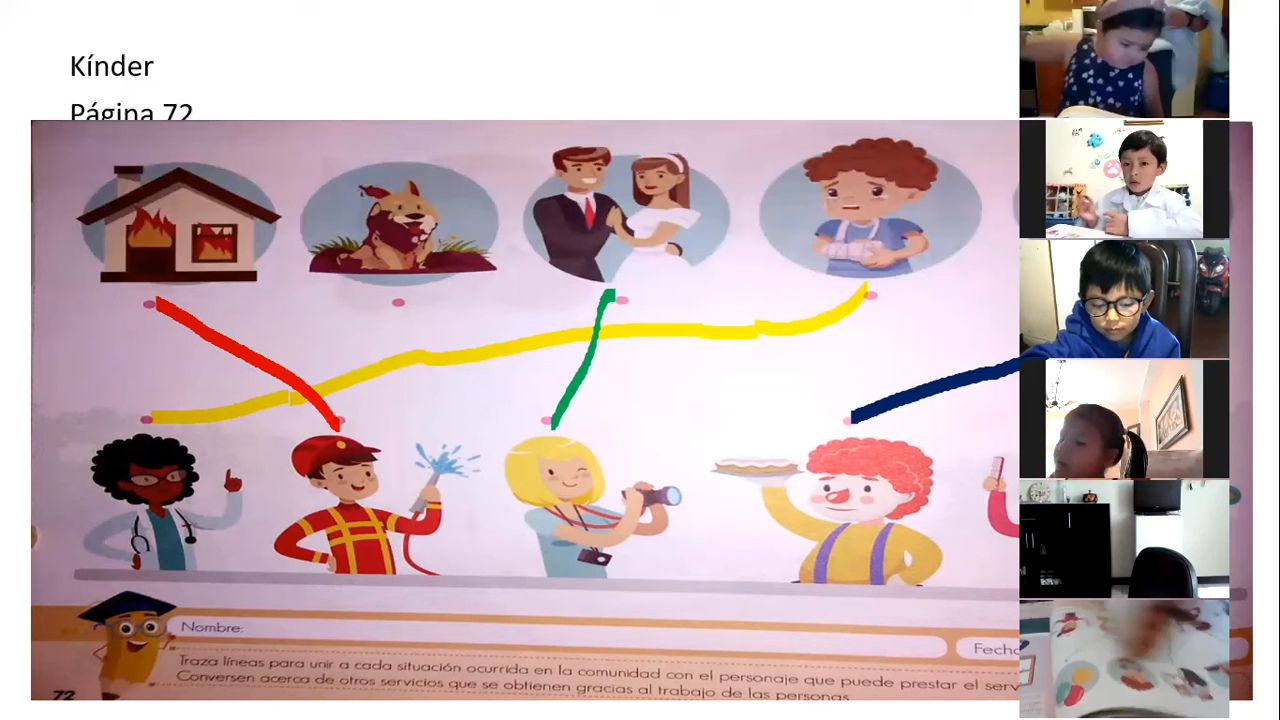 Kínder
Página 72
Nombre:
Fecha
Traza líneas para unir a cada situación ocurrida en la comunidad con el personaje que puede prestar el serv
Conversen acerca de otros servicios que se obtienen gracias al trabajo de las personas.
72